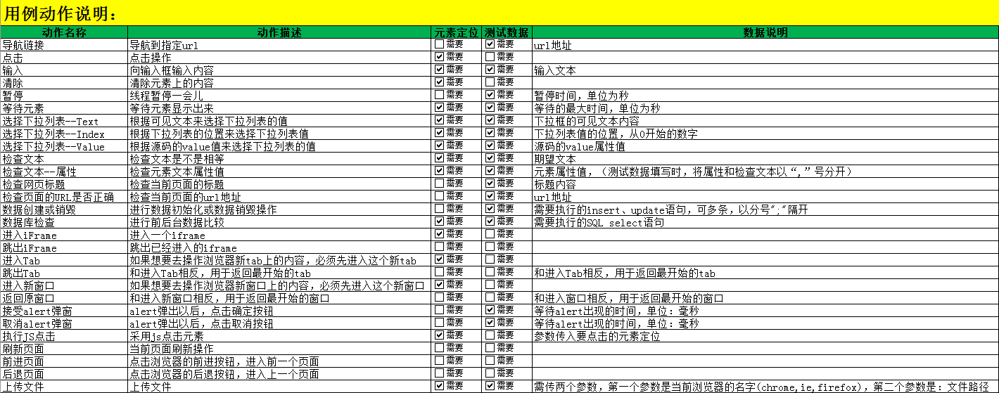 用例动作说明：
动作名称 动作描述 元素定位 测试数据 数据说明
导航链接 导航到指定url 需要 需要 url地址
点击 点击操作 需要 需要
输入 向输入框输入内容 需要 需要 输入文本
清除 清除元素上的内容 需要 需要
暂停 线程暂停一会儿 需要 需要 暂停时间，单位为秒
等待元素 等待元素显示出来 需要 需要 等待的最大时间，单位为秒
选择下拉列表--Text 根据可见文本来选择下拉列表的值 需要 需要 下拉框的可见文本内容
选择下拉列表--Index 根据下拉列表的位置来选择下拉列表值 需要 需要 下拉列表值的位置，从0开始的数字
选择下拉列表--Value 根据源码的value值来选择下拉列表的值 需要 需要 源码的value属性值
检查文本 检查文本是不是相等 需要 需要 期望文本
检查文本--属性 检查元素文本属性值 需要 需要 元素属性值，（测试数据填写时，将属性和检查文本以“,”号分开）
检查网页标题 检查当前页面的标题 需要 需要 标题内容
检查页面的URL是否正确 检查当前页面的url地址 需要 需要 url地址
数据创建或销毁 进行数据初始化或数据销毁操作 需要 需要 需要执行的insert、update语句，可多条，以分号";"隔开
数据库检查 进行前后台数据比较 需要 需要 需要执行的SQL select语句
进入iFrame 进入一个iframe 需要 需要
跳出iFrame 跳出已经进入的iframe 需要 需要
进入Tab 如果想要去操作浏览器新tab上的内容，必须先进入这个新tab 需要 需要
跳出Tab 和进入Tab相反，用于返回最开始的tab 需要 需要 和进入Tab相反，用于返回最开始的tab
进入新窗口 如果想要去操作浏览器新窗口上的内容，必须先进入这个新窗口 需要 需要
返回原窗口 和进入新窗口相反，用于返回最开始的窗口 需要 需要 和进入窗口相反，用于返回最开始的窗口
接受alert弹窗 alert弹出以后，点击确定按钮 需要 需要 等待alert出现的时间，单位：毫秒
取消alert弹窗 alert弹出以后，点击取消按钮 需要 需要 等待alert出现的时间，单位：毫秒
执行JS点击 采用js点击元素 需要 需要 参数传入要点击的元素定位
刷新页面 当前页面刷新操作 需要 需要
前进页面 点击浏览器的前进按钮，进入前一个页面 需要 需要
后退页面 点击浏览器的后退按钮，进入上一个页面 需要 需要
上传文件 上传文件 需要 需要 需传两个参数，第一个参数是当前浏览器的名字(chrome,ie,firefox)，第二个参数是：文件路径